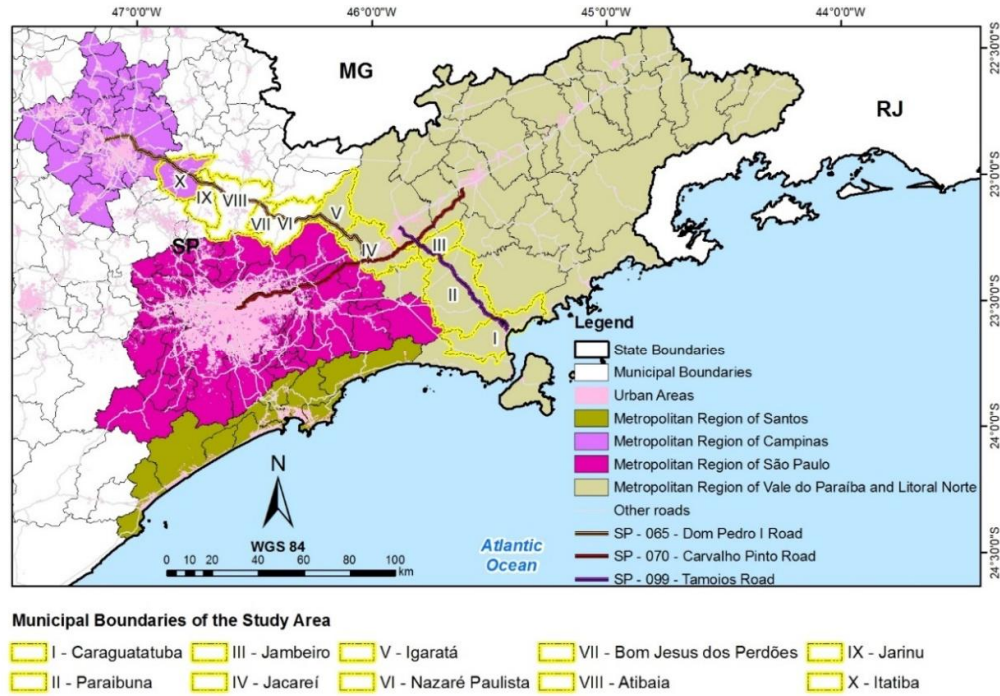 47°0'0"W 46°0'0"W 45°0'0"W 44°0'0"W
22°30'0"S
MG
RJ
23°0'0"S
X
IX
VIII
V
VII
VI
SP
IV
III
II
23°30'0"S
I
Legend
State Boundaries
Municipal Boundaries
Urban Areas
Metropolitan Region of Santos
24°0'0"S
Metropolitan Region of Campinas
Metropolitan Region of São Paulo
Metropolitan Region of Vale do Paraíba and Litoral Norte
N
Other roads
SP - 065 - Dom Pedro I Road
WGS 84
Atlantic
Ocean
SP - 070 - Carvalho Pinto Road
24°30'0"S
0 10 20 40 60 80 100
km
SP - 099 - Tamoios Road
Municipal Boundaries of the Study Area
I - Caraguatatuba III - Jambeiro V - Igaratá VII - Bom Jesus dos Perdões IX - Jarinu
II - Paraibuna IV - Jacareí VI - Nazaré Paulista VIII - Atibaia X - Itatiba